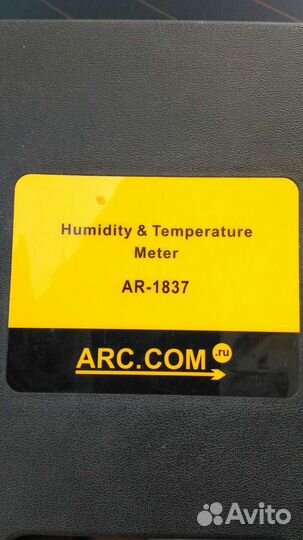 Humidity & Temperature
Meter
AR-1837
ARC.COM.ru
Avito